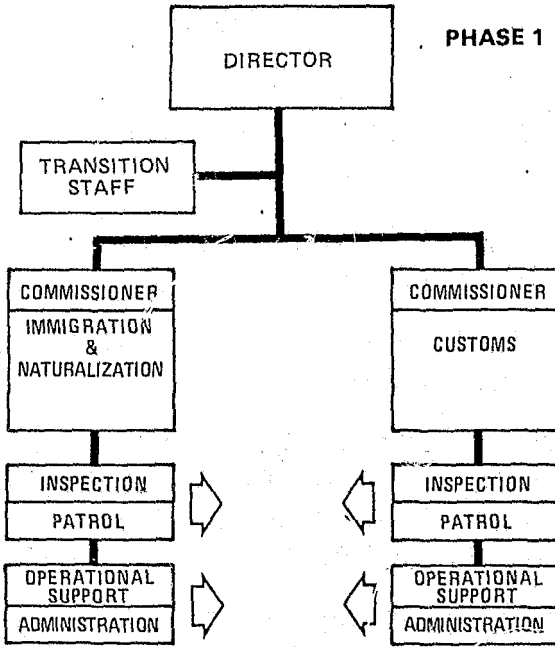 PHASE 1
DIRECTOR
TRANSITION
STAFF
COMMISSIONER
IMMIGRATION
&
NATURALIZATION
INSPECTION
PATROL
OPERATIONAL
SUPPORT
ADMINISTRATION
COMMISSIONER
CUSTOMS
INSPECTION
PATROL
OPERATIONAL
SUPPORT
ADMINISTRATION